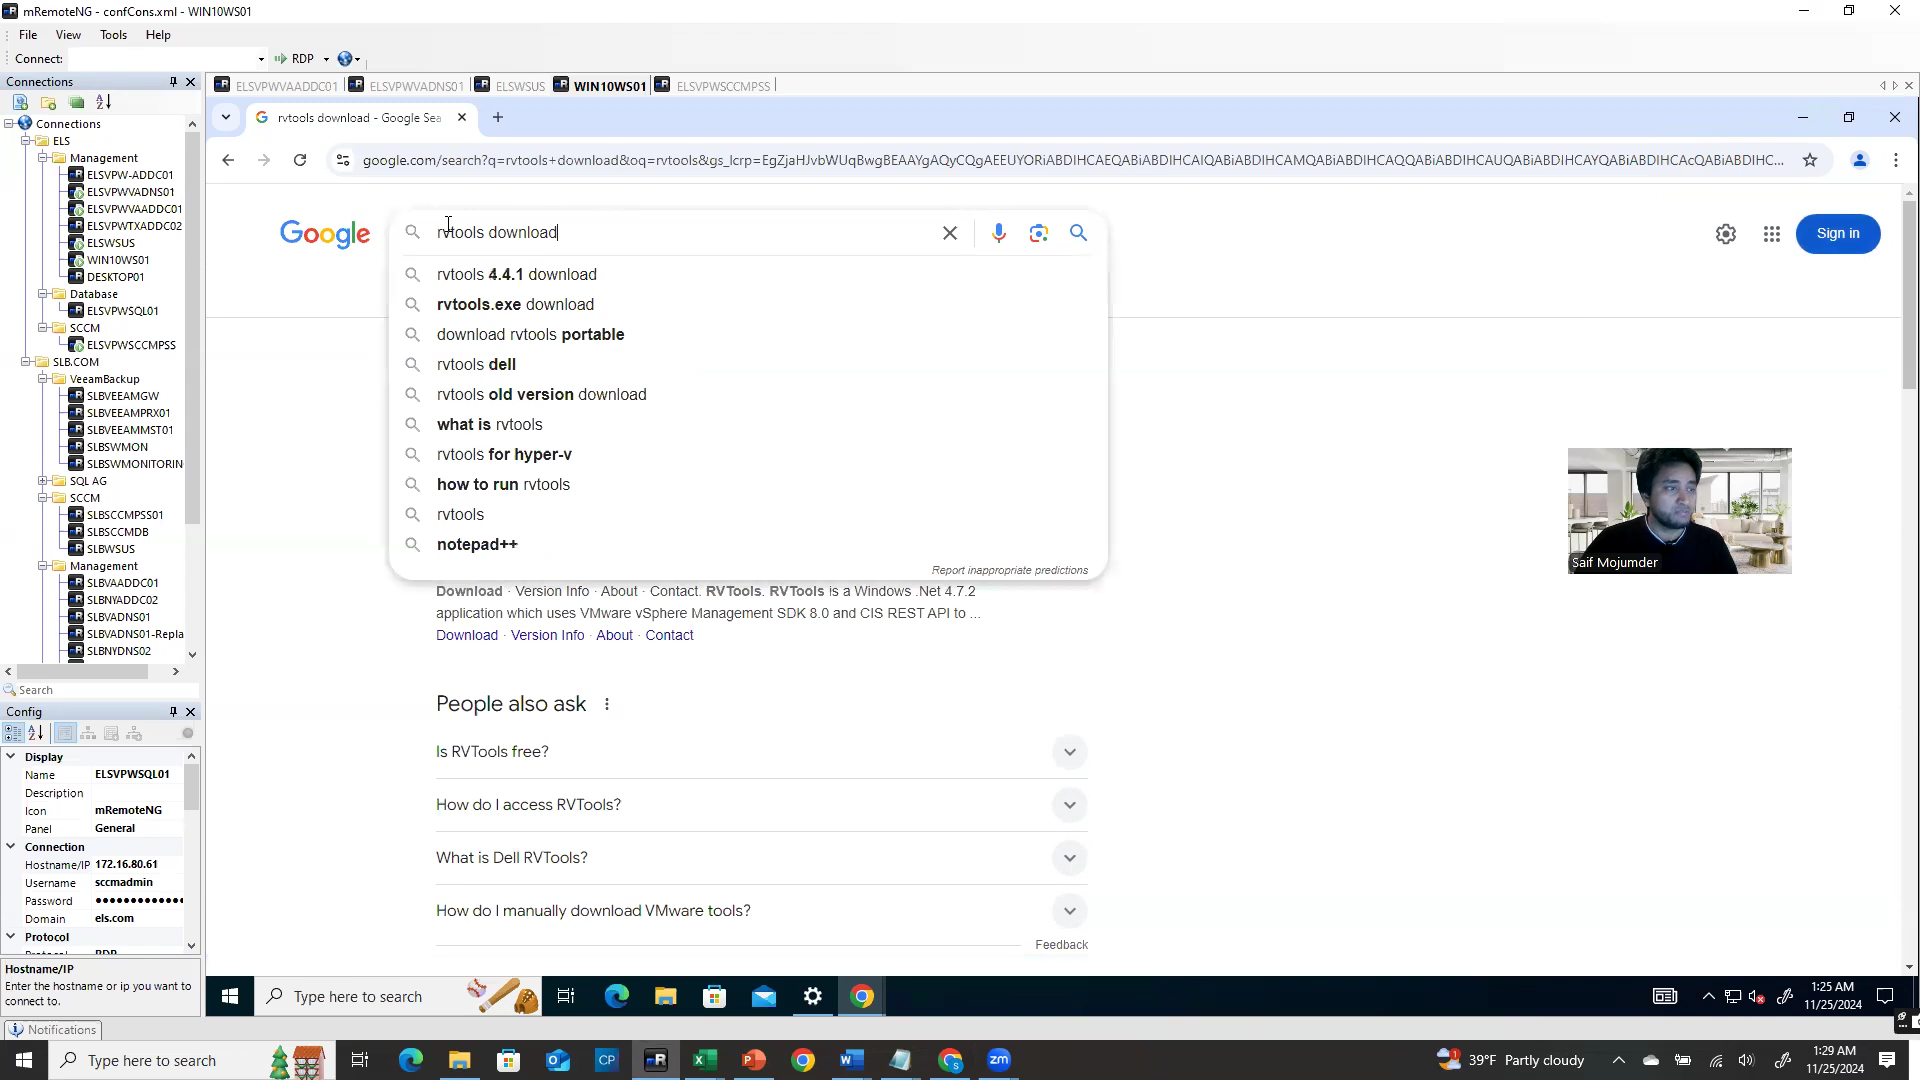 mRemoteNG - confCons.xml - WIN10WS01
File View Tools Help
Connect: RDP
Connections
ELSVPWVAADDC01 ELSVPWVADNS01 ELSWSUS WIN10WS01 ELSVPWSCCMPSS
rvtools download - Google Sea
google.com/search?q=rvtools+download&oq=rvtools&gs_lcrp=EgZjaHJvbWUqBwgBEAAYgAQyCQgAEEUYORiABDIHCAEQABiABDIHCAIQABiABDIHCAMQABiABDIHCAQQABiABDIHCAUQABiABDIHCAYQABiABDIHCAcQABiABDIHC...
Connections
ELS
Management
ELSVPW-ADDC01
ELSVPWVADNS01
ELSVPWVAADDC01
ELSVPWTXADDC02
ELSWSUS
WIN10WS01
DESKTOP01
Database
ELSVPWSQL01
SCCM
ELSVPWSCCMPSS
SLB.COM
VeeamBackup
SLBVEEAMGW
SLBVEEAMPRX01
SLBVEEAMMST01
SLBSWMON
SLBSWMONITORIN
SQL AG
SCCM
SLBSCCMPSS01
SLBSCCMDB
SLBWSUS
Management
SLBVAADDC01
SLBNYADDC02
SLBVADNS01
SLBVADNS01-Repla
SLBNYDNS02
Search
Config
Display
Name ELSVPWSQL01
Description
Icon mRemoteNG
Panel General
Connection
Hostname/IP 172.16.80.61
Username sccmadmin
Password
Domain els.com
Protocol
Hostname/IP
Enter the hostname or ip you want to
connect to.
Notifications
Google
rvtools download
Sign in
rvtools 4.4.1 download
rvtools.exe download
download rvtools portable
rvtools dell
rvtools old version download
what is rvtools
rvtools for hyper-v
how to run rvtools
rvtools
notepad++
Report inappropriate predictions
Download · Version Info · About · Contact. RVTools. RVTools is a Windows .Net 4.7.2
application which uses VMware vSphere Management SDK 8.0 and CIS REST API to ...
Download · Version Info · About · Contact
People also ask
Is RVTools free?
How do I access RVTools?
What is Dell RVTools?
How do I manually download VMware tools?
Feedback
Saif Mojumder
Type here to search
1:25 AM
11/25/2024
Type here to search
CP
zm
39°F Partly cloudy
1:29 AM
11/25/2024